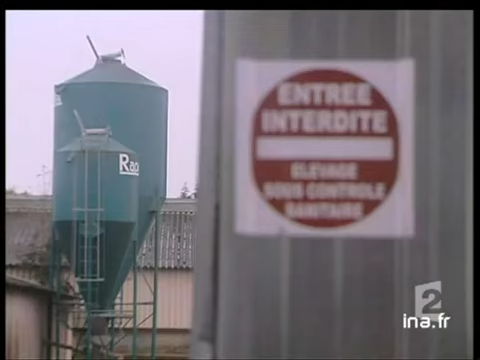 ENTREE
INTERDITE
ELEVAGE
SOUS CONTROLE
SANITAIRE
Rao
2
ina.fr